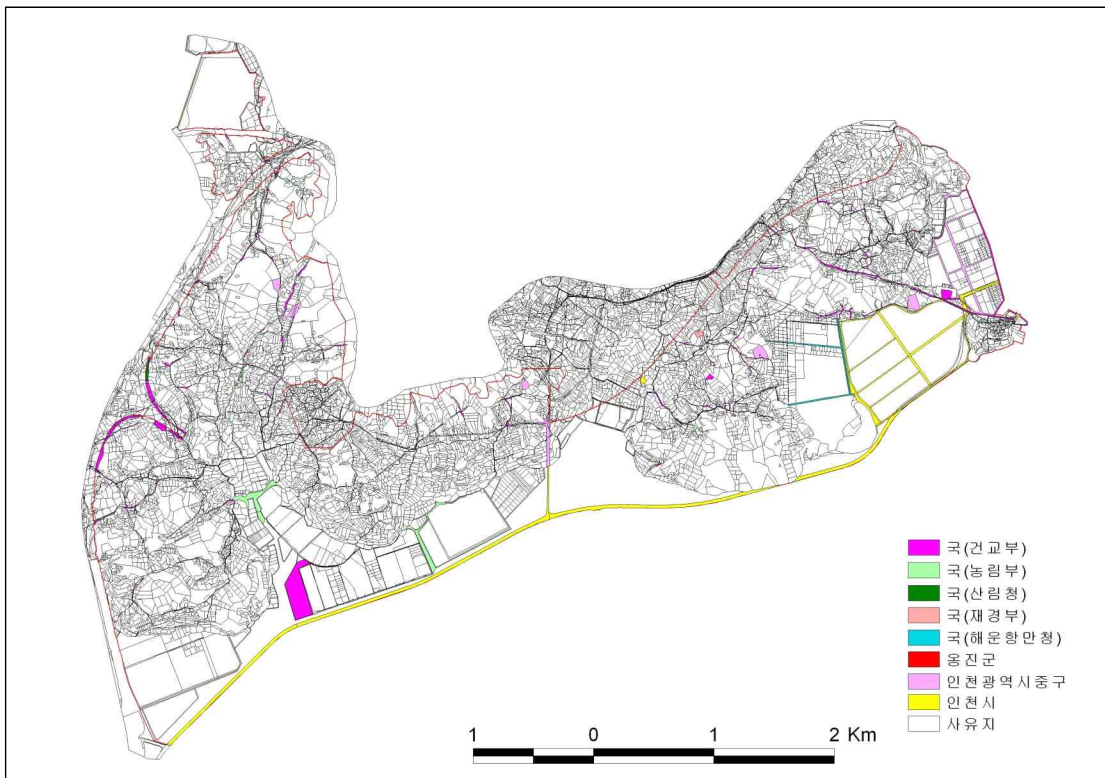 국(건교부)
국(농림부)
국(산림청)
국(재경부)
국(해운항만청)
옹진군
인천광역시중구
인천시
사유지
1 0 1 2 Km